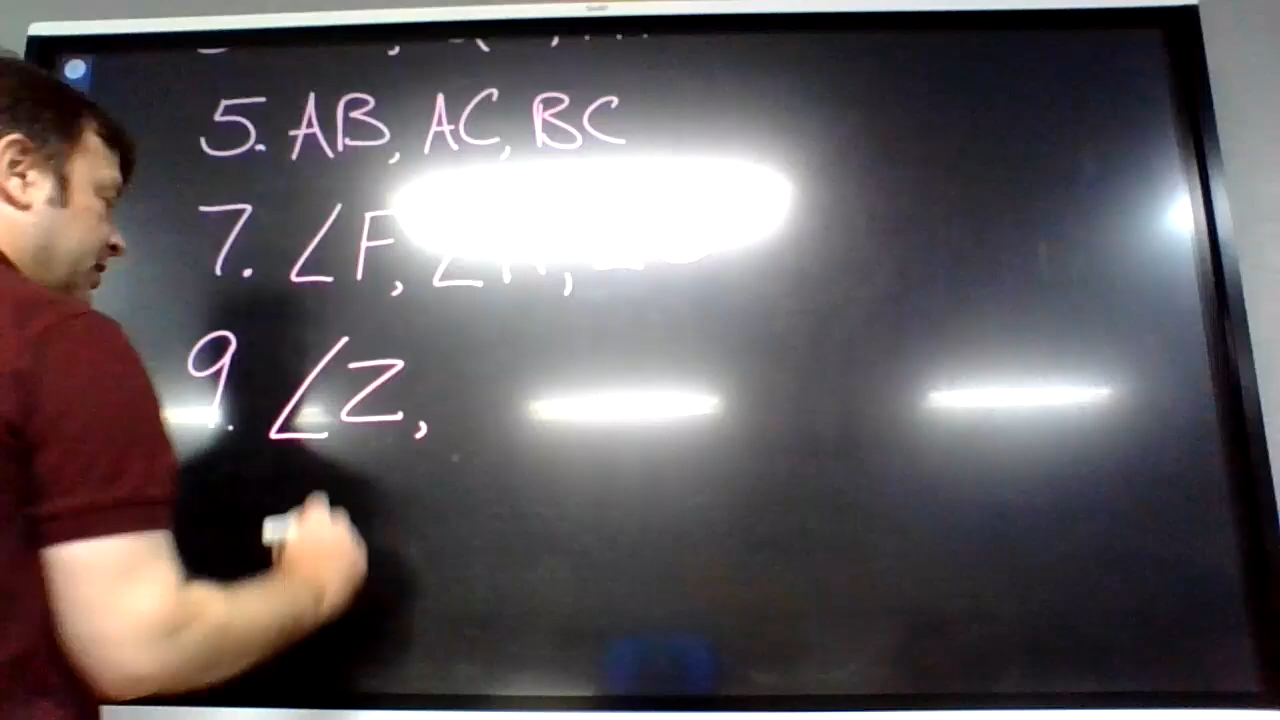 5. AB, AC, BC
7. ∠F, ∠H,
9. ∠Z,